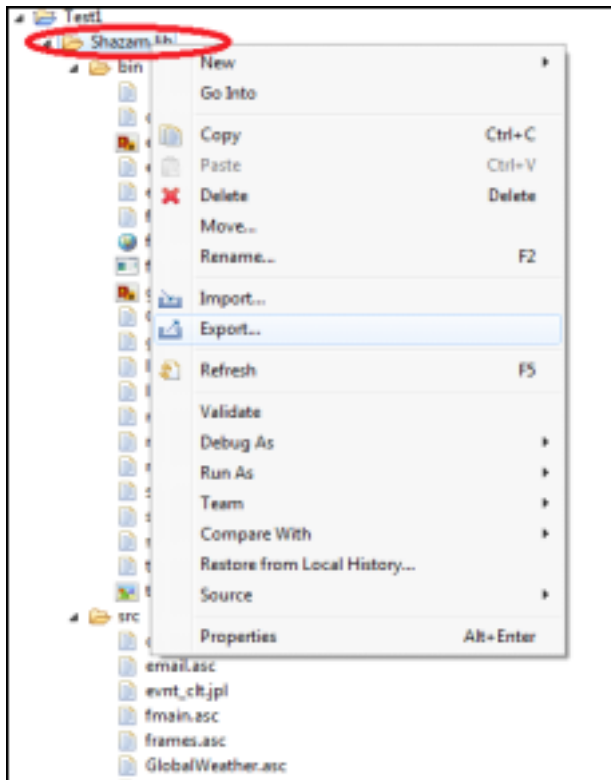 Test1
Shazam.lib
bin
New
Go Into
Copy Ctrl+C
Paste Ctrl+V
Delete Delete
Move...
Rename... F2
Import...
Export...
Refresh F5
Validate
Debug As
Run As
Team
Compare With
Restore from Local History...
Source
src
Properties Alt+Enter
email.asc
evnt_clt.jpl
fmain.asc
frames.asc
GlobalWeather.asc